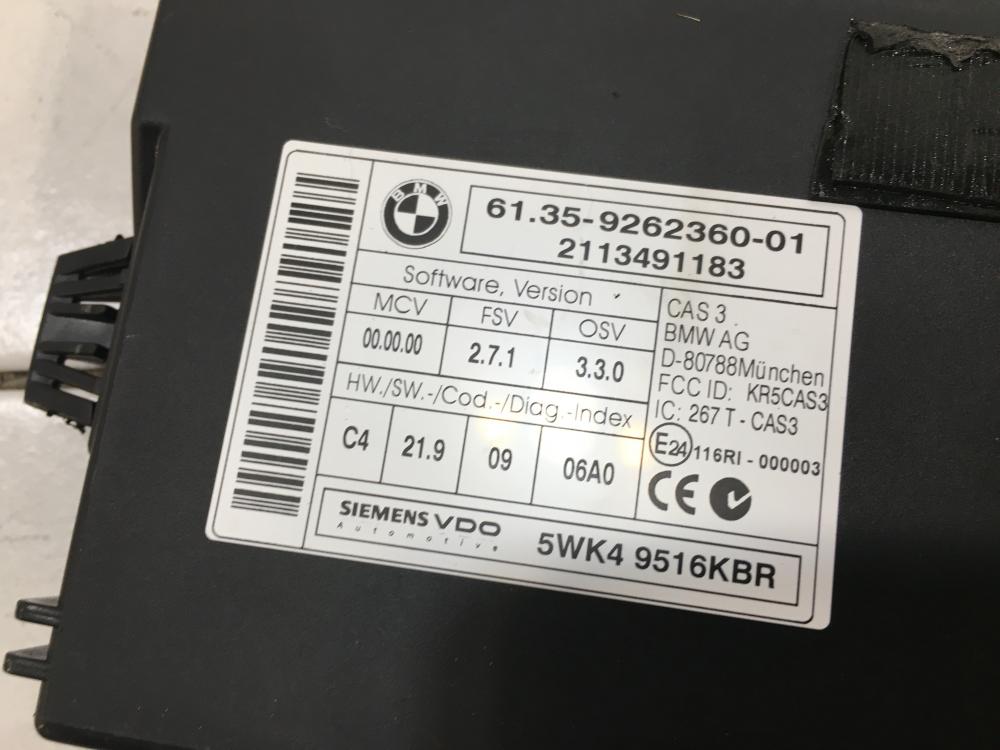 BMW
61.35-9262360-01
2113491183
Software, Version
MCV FSV OSV
00.00.00 2.7.1 3.3.0
HW./SW.-/Cod.-/Diag.-Index
C4 21.9 09 06A0
CAS 3
BMW AG
D-80788München
FCC ID: KR5CAS3
IC: 267 T - CAS3
E24 116RI - 000003
CE
SIEMENS VDO
Automotive
5WK4 9516KBR